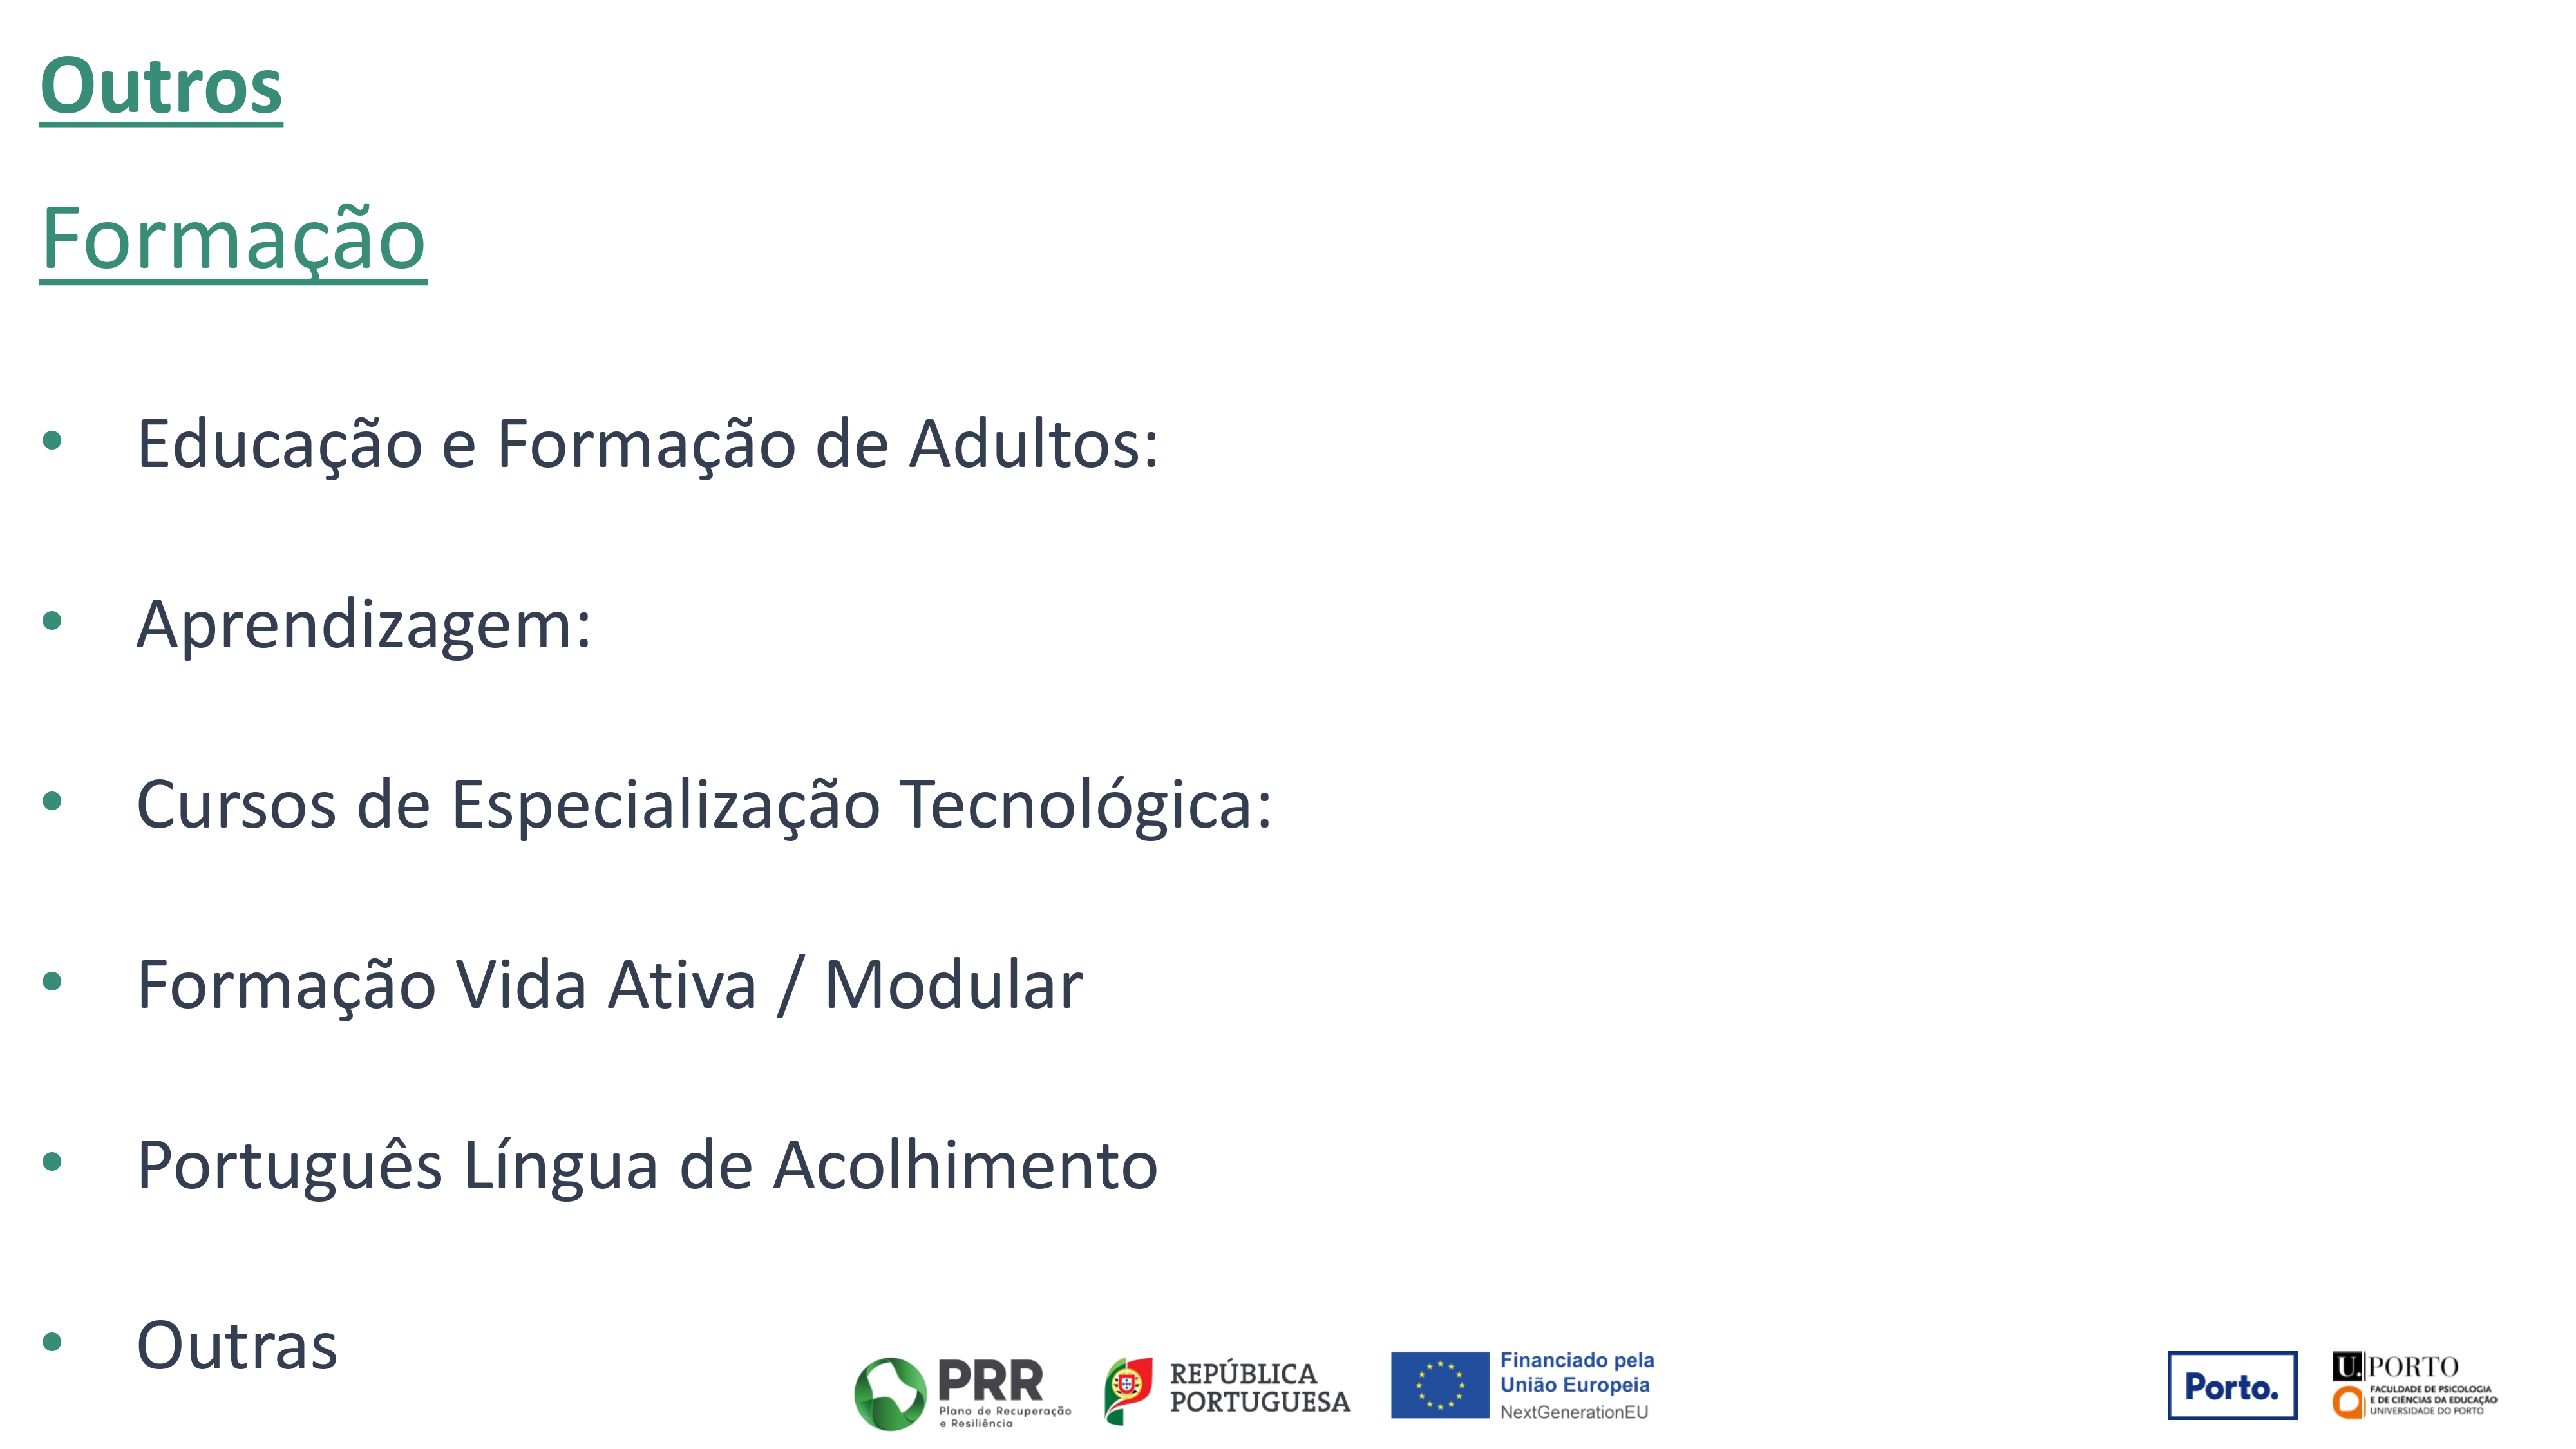 Outros
Formação
• Educação e Formação de Adultos:
• Aprendizagem:
• Cursos de Especialização Tecnológica:
• Formação Vida Ativa / Modular
• Português Língua de Acolhimento
• Outras
PRR
Plano de Recuperação
e Resiliência
REPÚBLICA
PORTUGUESA
Financiado pela
União Europeia
NextGenerationEU
Porto.
U.PORTO
FACULDADE DE PSICOLOGIA
E DE CIÊNCIAS DA EDUCAÇÃO
UNIVERSIDADE DO PORTO